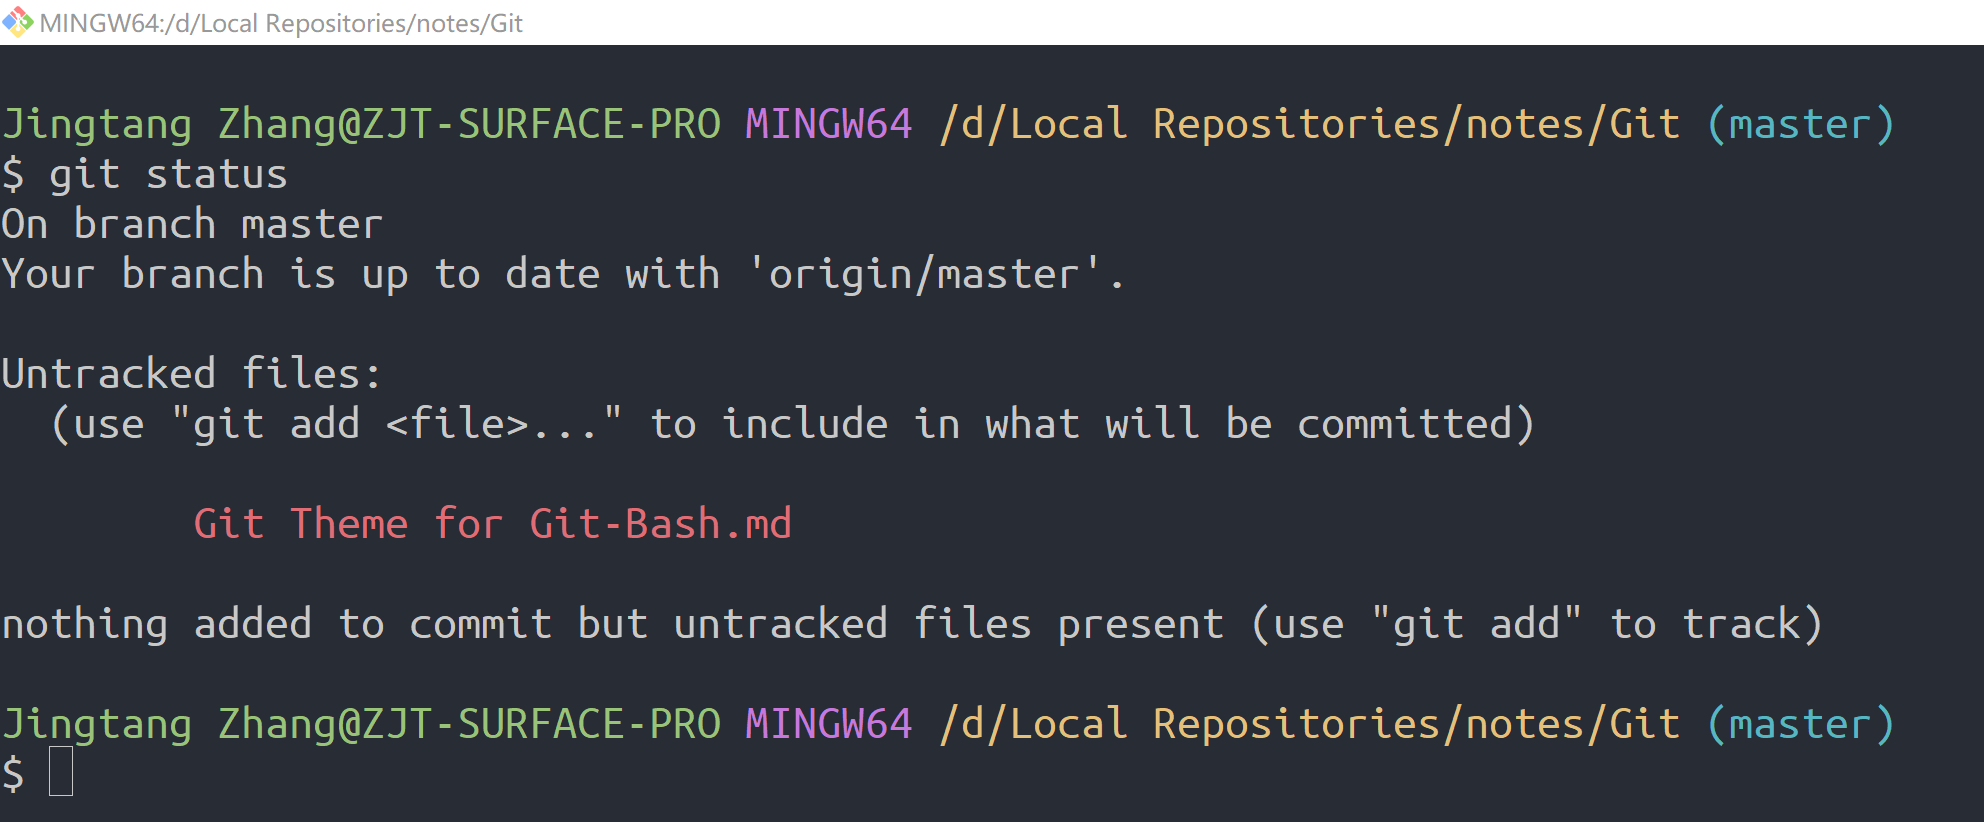 MINGW64:/d/Local Repositories/notes/Git
Jingtang Zhang@ZJT-SURFACE-PRO MINGW64 /d/Local Repositories/notes/Git (master)
$ git status
On branch master
Your branch is up to date with 'origin/master'.
Untracked files:
  (use "git add <file>..." to include in what will be committed)
        Git Theme for Git-Bash.md
nothing added to commit but untracked files present (use "git add" to track)
Jingtang Zhang@ZJT-SURFACE-PRO MINGW64 /d/Local Repositories/notes/Git (master)
$